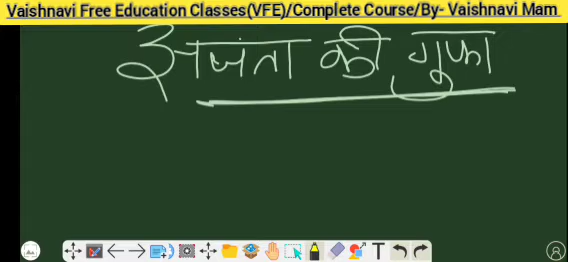 Vaishnavi Free Education Classes(VFE)/Complete Course/By- Vaishnavi Mam
अजंता की गुफा